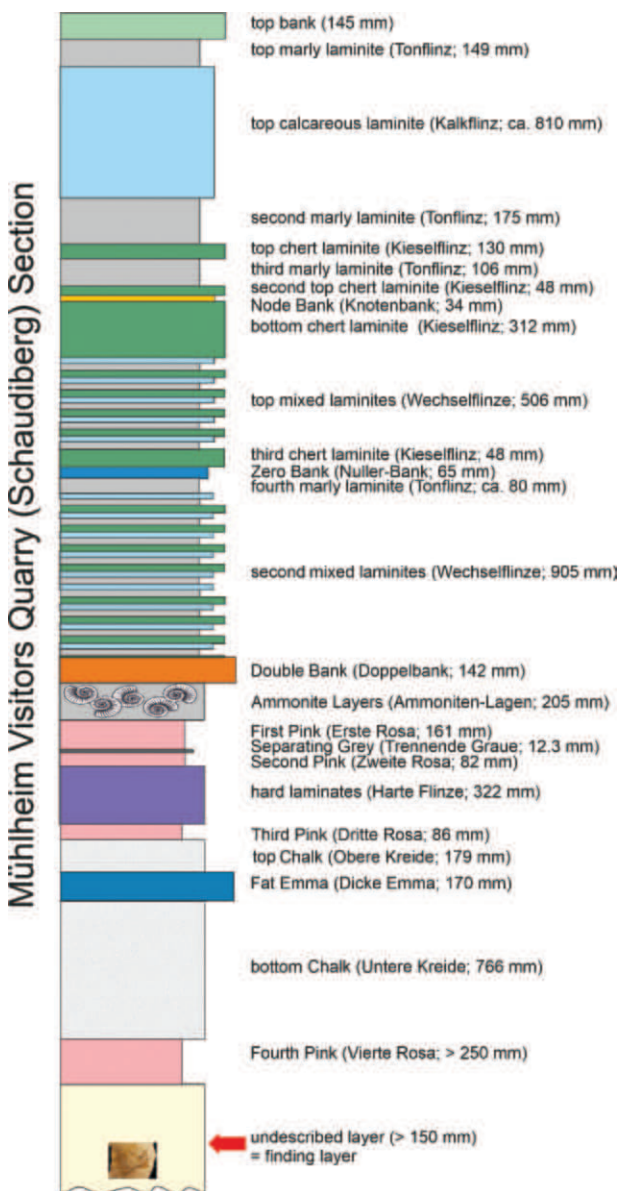 Mühlheim Visitors Quarry (Schaudiberg) Section
top bank (145 mm)
top marly laminite (Tonflinz; 149 mm)
top calcareous laminite (Kalkflinz; ca. 810 mm)
second marly laminite (Tonflinz; 175 mm)
top chert laminite (Kieselflinz; 130 mm)
third marly laminite (Tonflinz; 106 mm)
second top chert laminite (Kieselflinz; 48 mm)
Node Bank (Knotenbank; 34 mm)
bottom chert laminite (Kieselflinz; 312 mm)
top mixed laminites (Wechselflinze; 506 mm)
third chert laminite (Kieselflinz; 48 mm)
Zero Bank (Nuller-Bank; 65 mm)
fourth marly laminite (Tonflinz; ca. 80 mm)
second mixed laminites (Wechselflinze; 905 mm)
Double Bank (Doppelbank; 142 mm)
Ammonite Layers (Ammoniten-Lagen; 205 mm)
First Pink (Erste Rosa; 161 mm)
Separating Grey (Trennende Graue; 12.3 mm)
Second Pink (Zweite Rosa; 82 mm)
hard laminates (Harte Flinze; 322 mm)
Third Pink (Dritte Rosa; 86 mm)
top Chalk (Obere Kreide; 179 mm)
Fat Emma (Dicke Emma; 170 mm)
bottom Chalk (Untere Kreide; 766 mm)
Fourth Pink (Vierte Rosa; > 250 mm)
undescribed layer (> 150 mm)
= finding layer